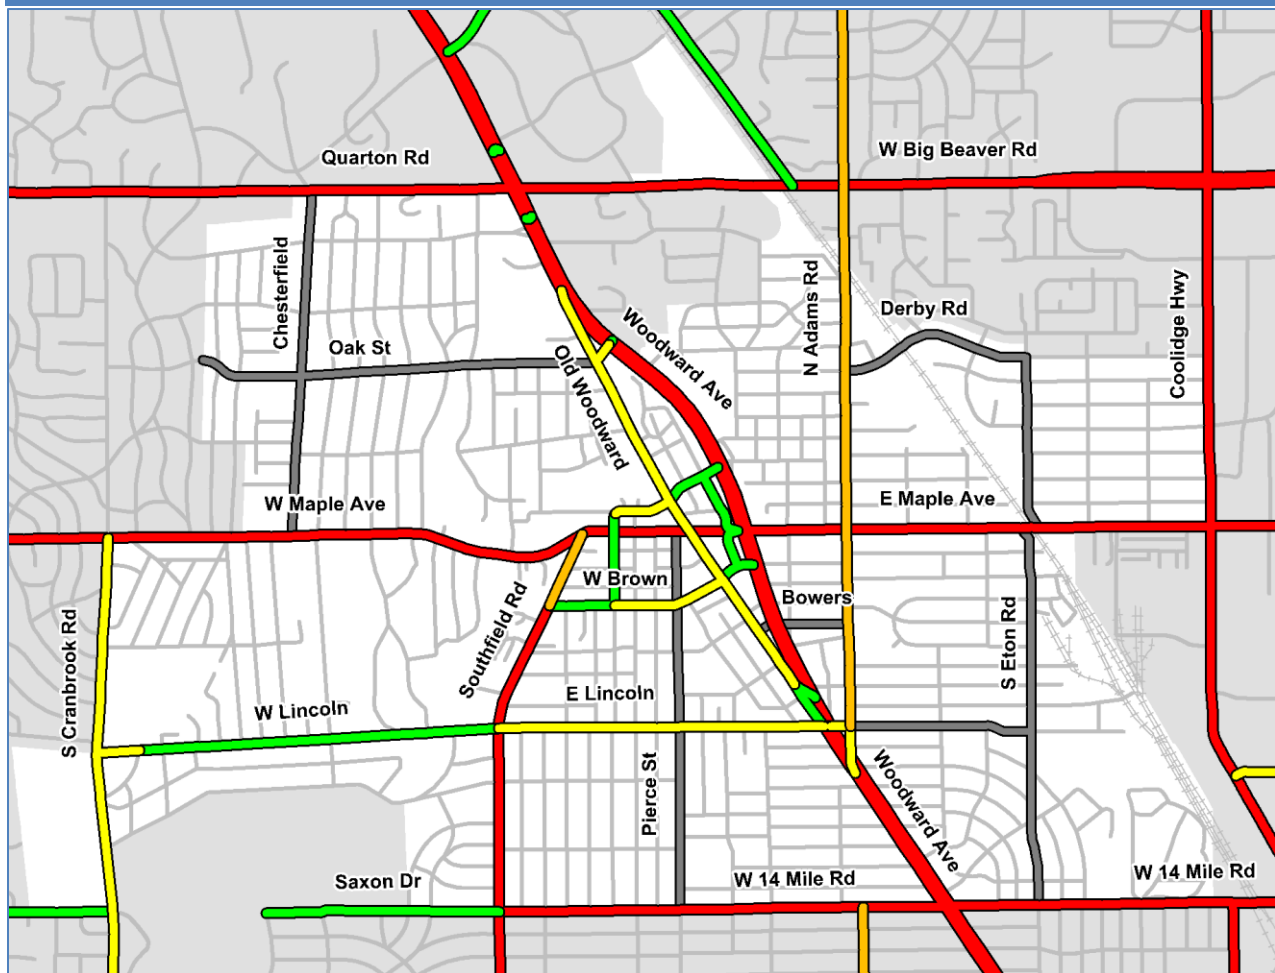 Quarton Rd
W Big Beaver Rd
Chesterfield
N Adams Rd
Derby Rd
Coolidge Hwy
Oak St
Woodward Ave
Old Woodward
W Maple Ave
E Maple Ave
W Brown
Bowers
Southfield Rd
S Eton Rd
S Cranbrook Rd
W Lincoln
E Lincoln
Pierce St
Woodward Ave
Saxon Dr
W 14 Mile Rd
W 14 Mile Rd